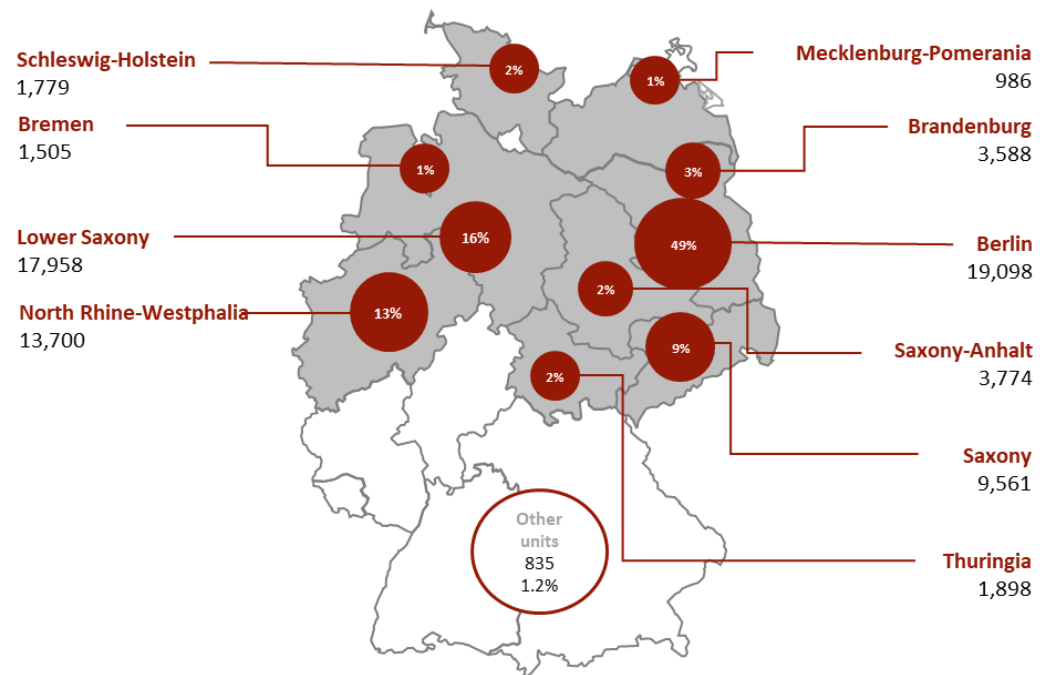 Schleswig-Holstein
1,779
2%
Mecklenburg-Pomerania
986
1%
Bremen
1,505
1%
Brandenburg
3,588
3%
Lower Saxony
17,958
16%
Berlin
19,098
49%
North Rhine-Westphalia
13,700
13%
Saxony-Anhalt
3,774
2%
Saxony
9,561
9%
Thuringia
1,898
2%
Other
units
835
1.2%